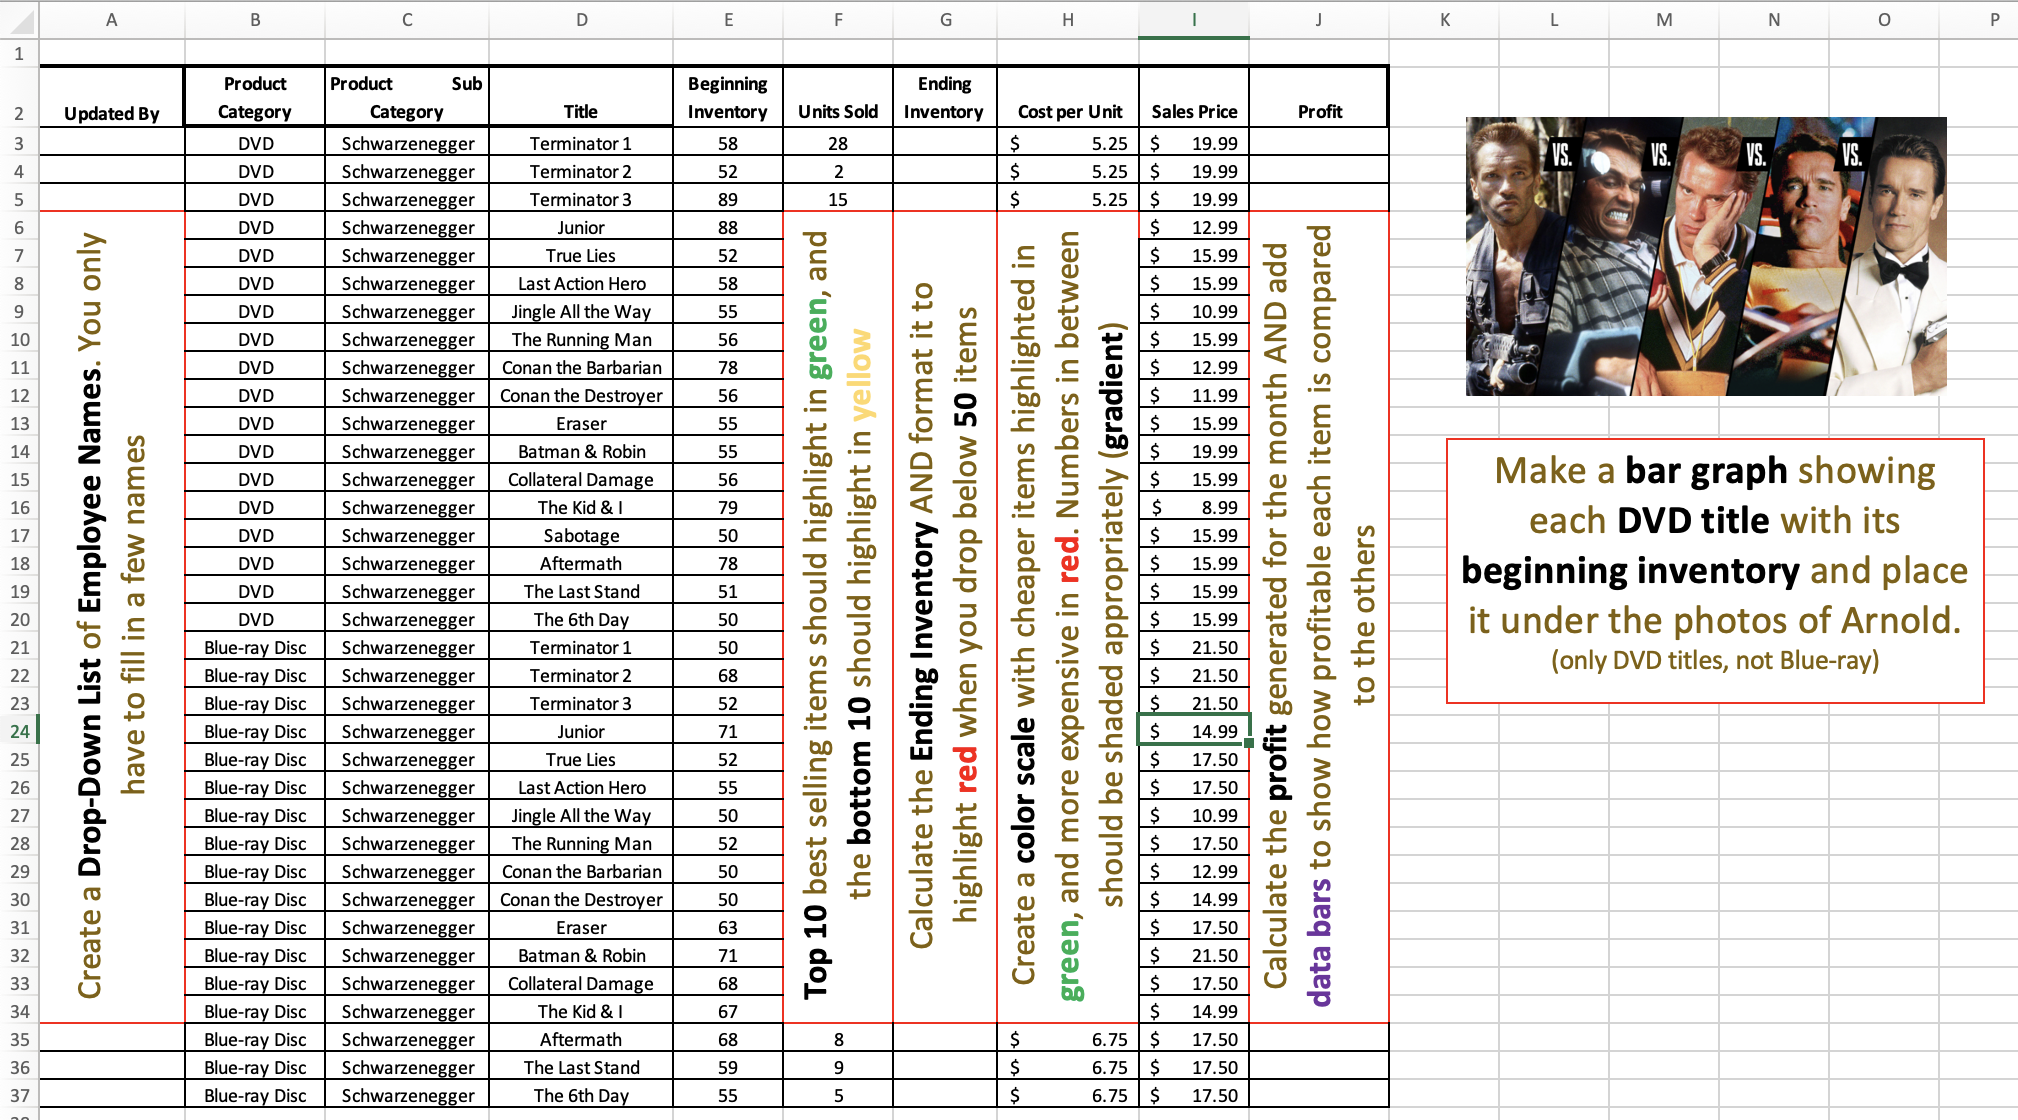 A B C D E F G H I J K L M N O P
1
2 Updated By Product Category Product Sub Category Title Beginning Inventory Units Sold Ending Inventory Cost per Unit Sales Price Profit
3 DVD Schwarzenegger Terminator 1 58 28 $ 5.25 $ 19.99
4 DVD Schwarzenegger Terminator 2 52 2 $ 5.25 $ 19.99
5 DVD Schwarzenegger Terminator 3 89 15 $ 5.25 $ 19.99
6 DVD Schwarzenegger Junior 88 $ 12.99
7 DVD Schwarzenegger True Lies 52 $ 15.99
8 DVD Schwarzenegger Last Action Hero 58 $ 15.99
9 DVD Schwarzenegger Jingle All the Way 55 $ 10.99
10 DVD Schwarzenegger The Running Man 56 $ 15.99
11 DVD Schwarzenegger Conan the Barbarian 78 $ 12.99
12 DVD Schwarzenegger Conan the Destroyer 56 $ 11.99
13 DVD Schwarzenegger Eraser 55 $ 15.99
14 DVD Schwarzenegger Batman & Robin 55 $ 19.99
15 DVD Schwarzenegger Collateral Damage 56 $ 15.99
16 DVD Schwarzenegger The Kid & I 79 $ 8.99
17 DVD Schwarzenegger Sabotage 50 $ 15.99
18 DVD Schwarzenegger Aftermath 78 $ 15.99
19 DVD Schwarzenegger The Last Stand 51 $ 15.99
20 DVD Schwarzenegger The 6th Day 50 $ 15.99
21 Blue-ray Disc Schwarzenegger Terminator 1 50 $ 21.50
22 Blue-ray Disc Schwarzenegger Terminator 2 68 $ 21.50
23 Blue-ray Disc Schwarzenegger Terminator 3 52 $ 21.50
24 Blue-ray Disc Schwarzenegger Junior 71 $ 14.99
25 Blue-ray Disc Schwarzenegger True Lies 52 $ 17.50
26 Blue-ray Disc Schwarzenegger Last Action Hero 55 $ 17.50
27 Blue-ray Disc Schwarzenegger Jingle All the Way 50 $ 10.99
28 Blue-ray Disc Schwarzenegger The Running Man 52 $ 17.50
29 Blue-ray Disc Schwarzenegger Conan the Barbarian 50 $ 12.99
30 Blue-ray Disc Schwarzenegger Conan the Destroyer 50 $ 14.99
31 Blue-ray Disc Schwarzenegger Eraser 63 $ 17.50
32 Blue-ray Disc Schwarzenegger Batman & Robin 71 $ 21.50
33 Blue-ray Disc Schwarzenegger Collateral Damage 68 $ 17.50
34 Blue-ray Disc Schwarzenegger The Kid & I 67 $ 14.99
35 Blue-ray Disc Schwarzenegger Aftermath 68 8 $ 6.75 $ 17.50
36 Blue-ray Disc Schwarzenegger The Last Stand 59 9 $ 6.75 $ 17.50
37 Blue-ray Disc Schwarzenegger The 6th Day 55 5 $ 6.75 $ 17.50
Create a Drop-Down List of Employee Names. You only
have to fill in a few names
Top 10 best selling items should highlight in green, and
the bottom 10 should highlight in yellow
Calculate the Ending Inventory AND format it to
highlight red when you drop below 50 items
Create a color scale with cheaper items highlighted in
green, and more expensive in red. Numbers in between
should be shaded appropriately (gradient)
Calculate the profit generated for the month AND add
data bars to show how profitable each item is compared
to the others
VS. VS. VS. VS.
Make a bar graph showing
each DVD title with its
beginning inventory and place
it under the photos of Arnold.
(only DVD titles, not Blue-ray)